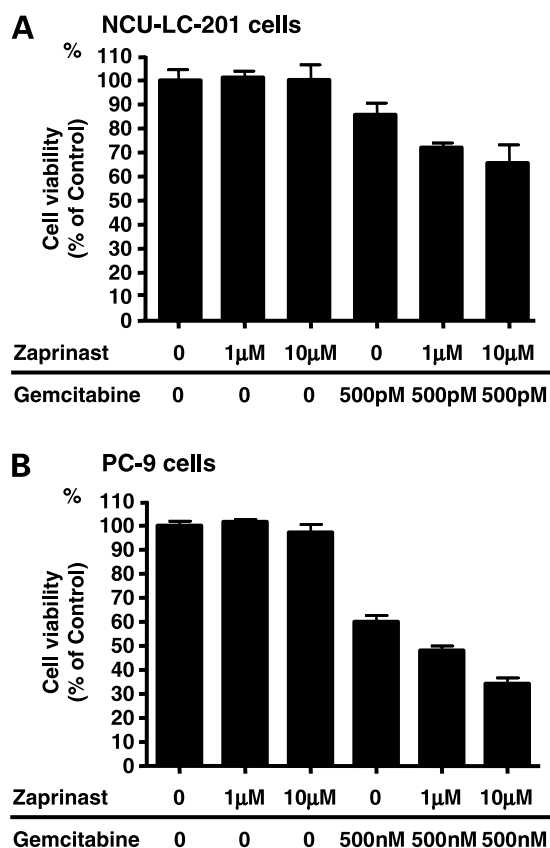 A NCU-LC-201 cells
%
110
100
90
80
70
60
50
40
30
20
10
0
Cell viability
(% of Control)
Zaprinast 0 1μM 10μM 0 1μM 10μM
Gemcitabine 0 0 0 500pM 500pM 500pM
B PC-9 cells
%
110
100
90
80
70
60
50
40
30
20
10
0
Cell viability
(% of Control)
Zaprinast 0 1μM 10μM 0 1μM 10μM
Gemcitabine 0 0 0 500nM 500nM 500nM